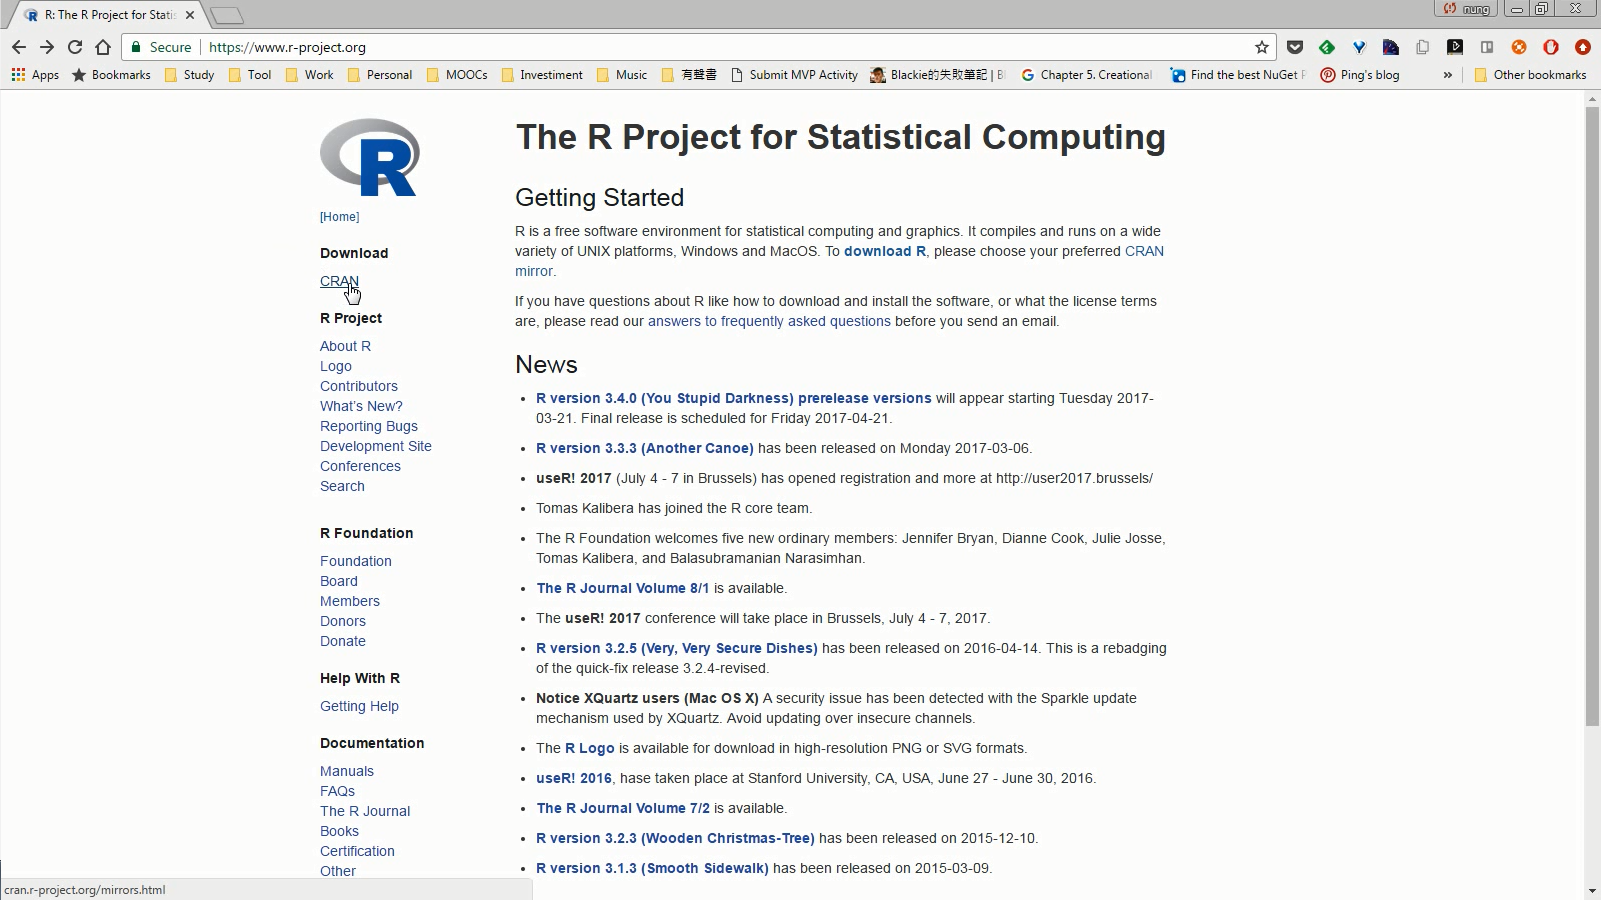 R: The R Project for Stati
nung
Secure
https://www.r-project.org
Apps
Bookmarks
Study
Tool
Work
Personal
MOOCs
Investiment
Music
有聲書
Submit MVP Activity
Blackie的失敗筆記 | B
Chapter 5. Creational
Find the best NuGet P
Ping's blog
»
Other bookmarks
R
[Home]
Download
CRAN
R Project
About R
Logo
Contributors
What's New?
Reporting Bugs
Development Site
Conferences
Search
R Foundation
Foundation
Board
Members
Donors
Donate
Help With R
Getting Help
Documentation
Manuals
FAQs
The R Journal
Books
Certification
Other
The R Project for Statistical Computing
Getting Started
R is a free software environment for statistical computing and graphics. It compiles and runs on a wide
variety of UNIX platforms, Windows and MacOS. To download R, please choose your preferred CRAN
mirror.
If you have questions about R like how to download and install the software, or what the license terms
are, please read our answers to frequently asked questions before you send an email.
News
R version 3.4.0 (You Stupid Darkness) prerelease versions will appear starting Tuesday 2017-
03-21. Final release is scheduled for Friday 2017-04-21.
R version 3.3.3 (Another Canoe) has been released on Monday 2017-03-06.
useR! 2017 (July 4 - 7 in Brussels) has opened registration and more at http://user2017.brussels/
Tomas Kalibera has joined the R core team.
The R Foundation welcomes five new ordinary members: Jennifer Bryan, Dianne Cook, Julie Josse,
Tomas Kalibera, and Balasubramanian Narasimhan.
The R Journal Volume 8/1 is available.
The useR! 2017 conference will take place in Brussels, July 4 - 7, 2017.
R version 3.2.5 (Very, Very Secure Dishes) has been released on 2016-04-14. This is a rebadging
of the quick-fix release 3.2.4-revised.
Notice XQuartz users (Mac OS X) A security issue has been detected with the Sparkle update
mechanism used by XQuartz. Avoid updating over insecure channels.
The R Logo is available for download in high-resolution PNG or SVG formats.
useR! 2016, hase taken place at Stanford University, CA, USA, June 27 - June 30, 2016.
The R Journal Volume 7/2 is available.
R version 3.2.3 (Wooden Christmas-Tree) has been released on 2015-12-10.
R version 3.1.3 (Smooth Sidewalk) has been released on 2015-03-09.
cran.r-project.org/mirrors.html